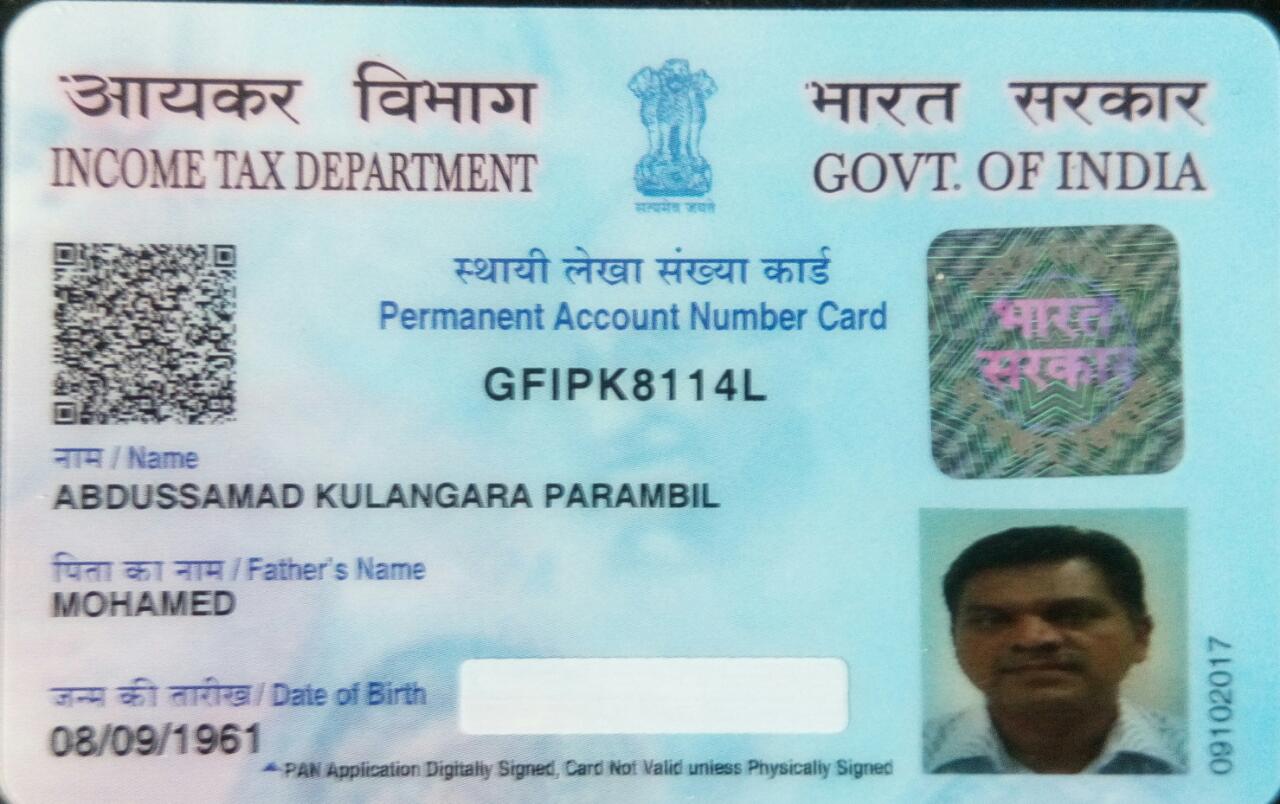 आयकर विभाग
INCOME TAX DEPARTMENT
सत्यमेव जयते
भारत सरकार
GOVT. OF INDIA
स्थायी लेखा संख्या कार्ड
Permanent Account Number Card
GFIPK8114L
भारत
सरकार
नाम / Name
ABDUSSAMAD KULANGARA PARAMBIL
पिता का नाम / Father's Name
MOHAMED
जन्म की तारीख / Date of Birth
08/09/1961
PAN Application Digitally Signed, Card Not Valid unless Physically Signed
09102017